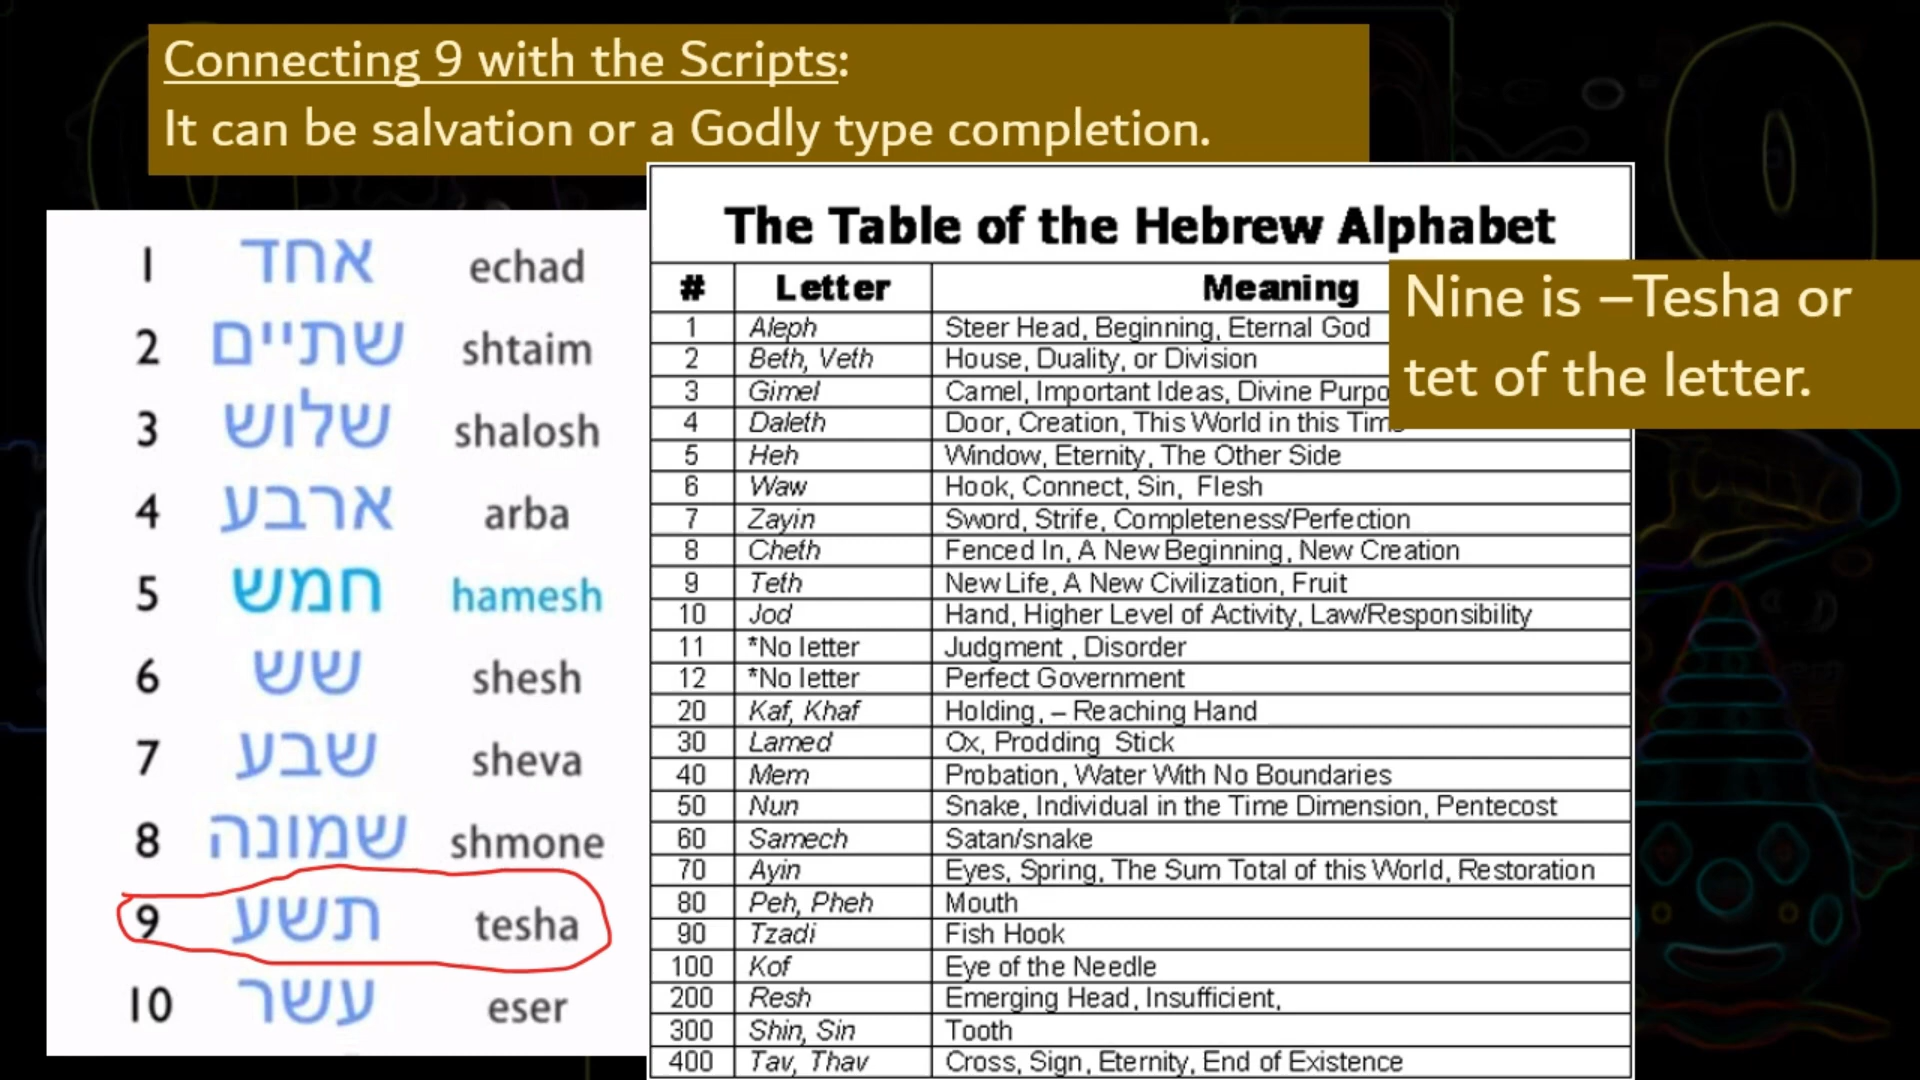 Connecting 9 with the Scripts:
It can be salvation or a Godly type completion.
1 אחד echad
2 שתיים shtaim
3 שלוש shalosh
4 ארבע arba
5 חמש hamesh
6 שש shesh
7 שבע sheva
8 שמונה shmone
9 תשע tesha
10 עשר eser
The Table of the Hebrew Alphabet
# Letter Meaning
1 Aleph Steer Head, Beginning, Eternal God
2 Beth, Veth House, Duality, or Division
3 Gimel Camel, Important Ideas, Divine
4 Daleth Door, Creation, This World in this
5 Heh Window, Eternity, The Other Side
6 Waw Hook, Connect, Sin, Flesh
7 Zayin Sword, Strife, Completeness/Perfection
8 Cheth Fenced In, A New Beginning, New Creation
9 Teth New Life, A New Civilization, Fruit
10 Jod Hand, Higher Level of Activity, Law/Responsibility
11 *No letter Judgment , Disorder
12 *No letter Perfect Government
20 Kaf, Khaf Holding, – Reaching Hand
30 Lamed Ox, Prodding Stick
40 Mem Probation, Water With No Boundaries
50 Nun Snake, Individual in the Time Dimension, Pentecost
60 Samech Satan/snake
70 Ayin Eyes, Spring, The Sum Total of this World, Restoration
80 Peh, Pheh Mouth
90 Tzadi Fish Hook
100 Kof Eye of the Needle
200 Resh Emerging Head, Insufficient,
300 Shin, Sin Tooth
400 Tav, Thav Cross, Sign, Eternity, End of Existence
Nine is –Tesha or
tet of the letter.